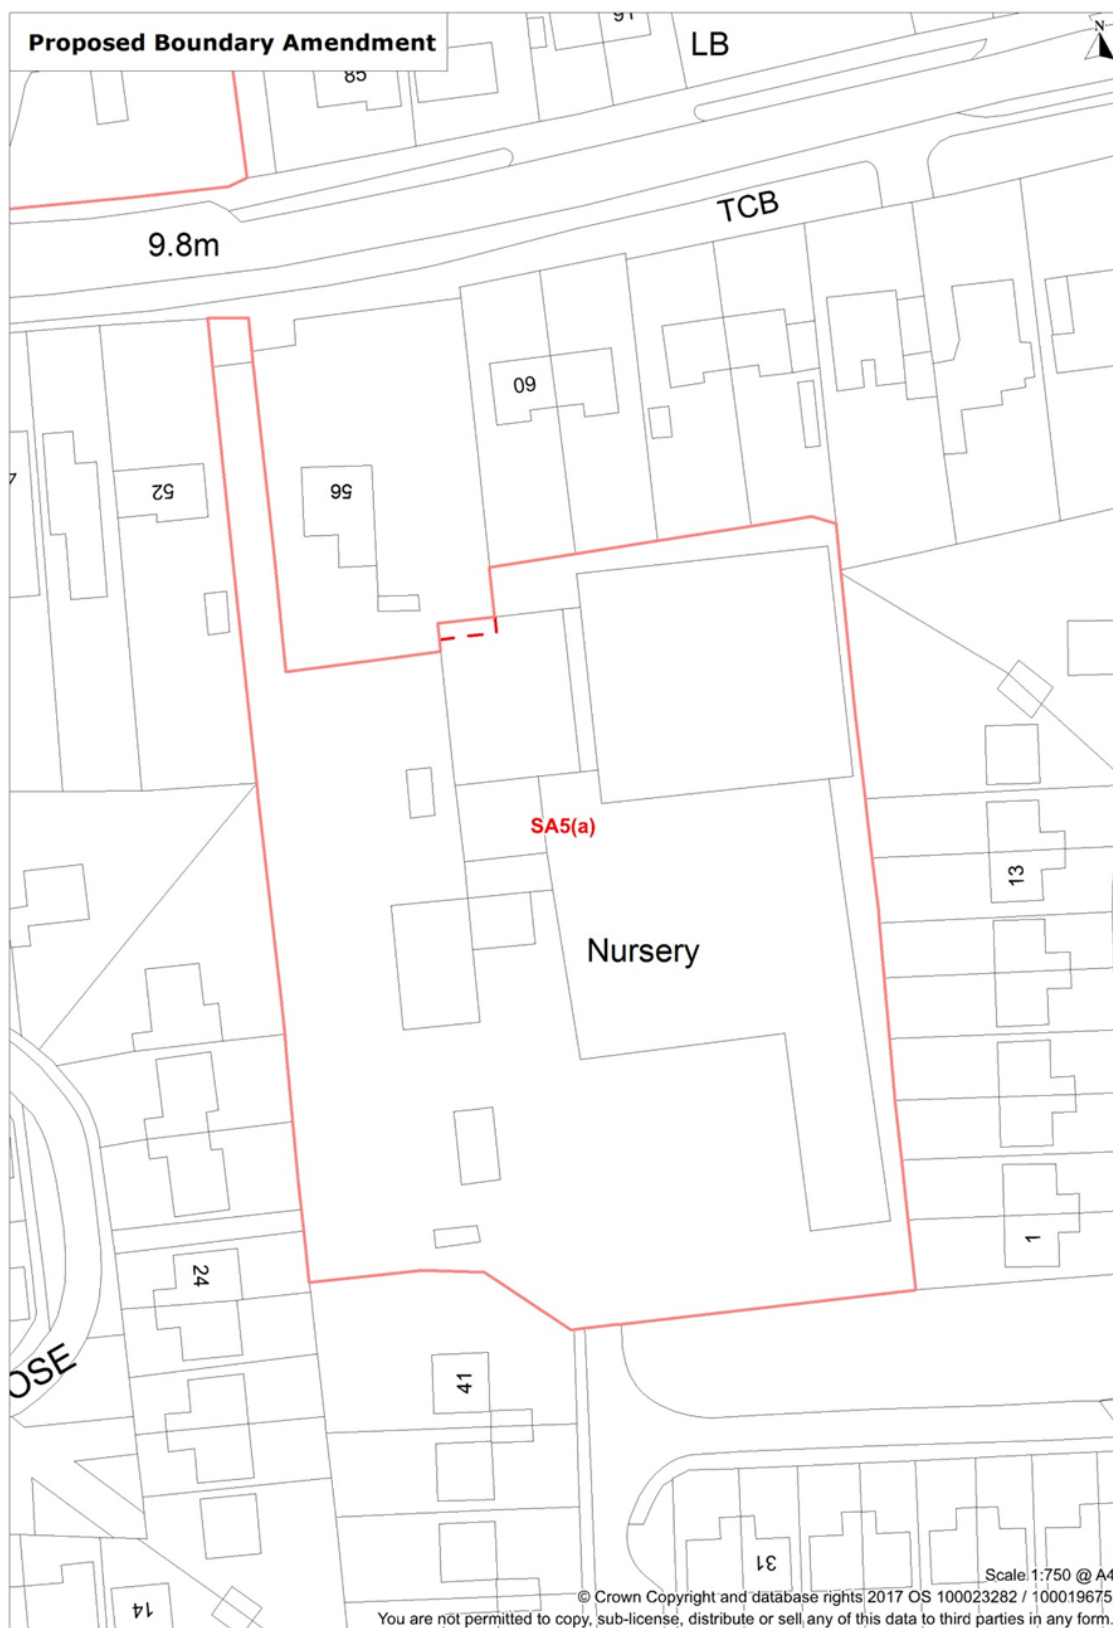 Proposed Boundary Amendment
LB
N
85
TCB
9.8m
60
52
56
SA5(a)
13
Nursery
1
24
OSE
41
31
14
Scale 1:750 @ A4
© Crown Copyright and database rights 2017 OS 100023282 / 100019675
You are not permitted to copy, sub-license, distribute or sell any of this data to third parties in any form.